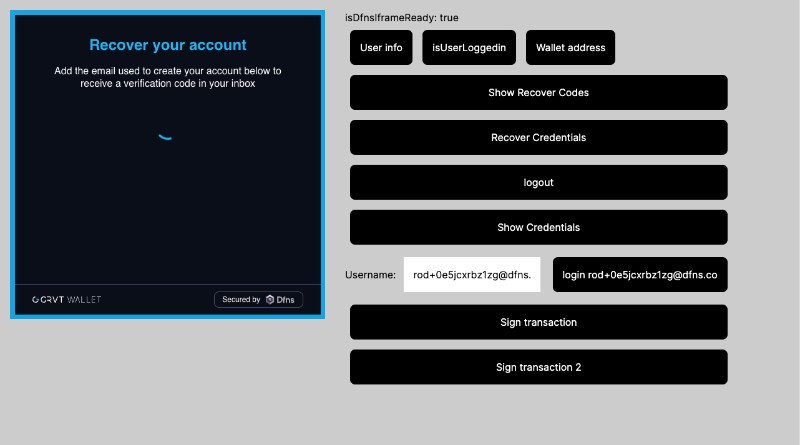 Recover your account
Add the email used to create your account below to
receive a verification code in your inbox
GRVT WALLET
Secured by Dfns
isDfnsIframeReady: true
User info
isUserLoggedin
Wallet address
Show Recover Codes
Recover Credentials
logout
Show Credentials
Username: rod+0e5jcxrbz1zg@dfns. login rod+0e5jcxrbz1zg@dfns.co
Sign transaction
Sign transaction 2